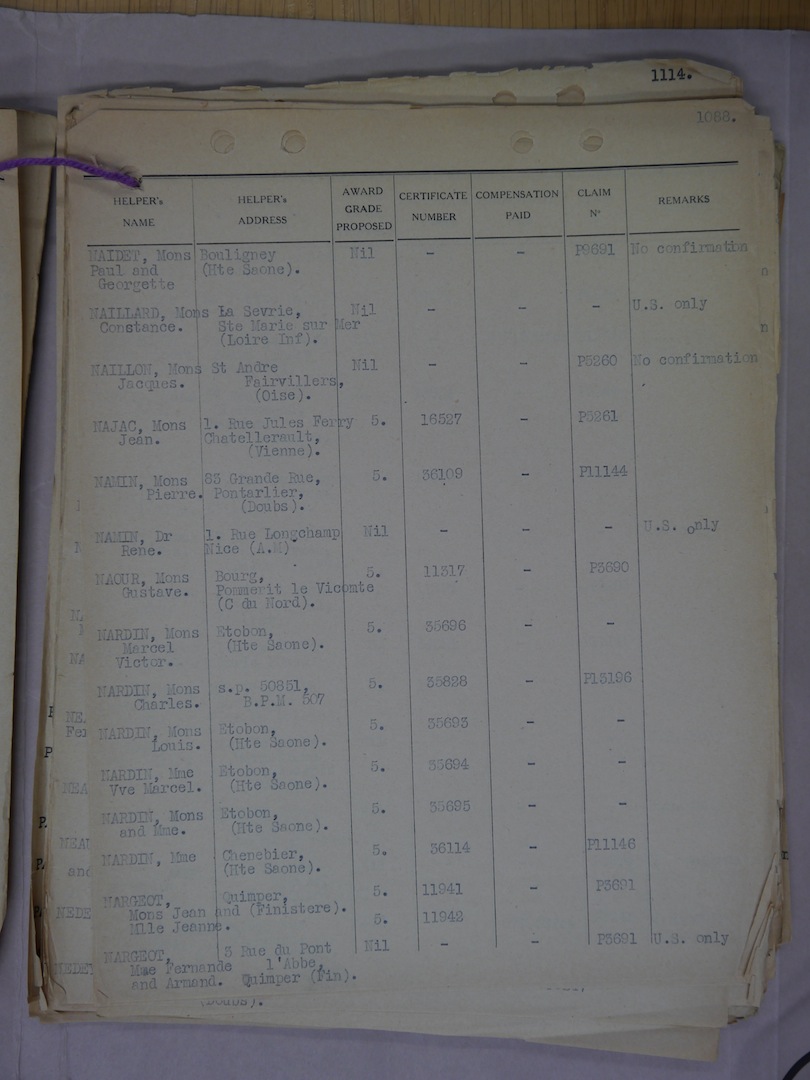 1114.
1088.
HELPER's NAME HELPER's ADDRESS AWARD GRADE PROPOSED CERTIFICATE NUMBER COMPENSATION PAID CLAIM Nº REMARKS
NAIDET, Mons Bouligney Nil - - P9691 No confirmation
Paul and (Hte Saone).
Georgette
NAILLARD, Mons La Sevrie, Nil - - - U.S. only
Constance. Ste Marie sur Mer
(Loire Inf).
NAILLON, Mons St Andre Nil - - P5260 No confirmation
Jacques. Fairvillers,
(Oise).
NAJAC, Mons 1. Rue Jules Ferry 5. 16527 - P5261
Jean. Chatellerault,
(Vienne).
NAMIN, Mons 83 Grande Rue, 5. 36109 - P11144
Pierre. Pontarlier,
(Doubs).
NAMIN, Dr 1. Rue Longchamp Nil - - - U.S. only
Rene. Nice (A.M)
NAOUR, Mons Bourg, 5. 11317 - P3690
Gustave. Pommerit le Vicomte
(C du Nord).
NARDIN, Mons Etobon, 5. 35696 - -
Marcel (Hte Saone).
Victor.
NARDIN, Mons s.p. 50851, 5. 35828 - P13196
Charles. B.P.M. 507
NARDIN, Mons Etobon, 5. 35693 - -
Louis. (Hte Saone).
NARDIN, Mme Etobon, 5. 35694 - -
Vve Marcel. (Hte Saone).
NARDIN, Mons Etobon, 5. 35695 - -
and Mme. (Hte Saone).
NARDIN, Mme Chenebier, 5. 36114 - P11146
(Hte Saone).
NARGEOT, Quimper, 5. 11941 - P3691
Mons Jean and (Finistere).
Mlle Jeanne. 5. 11942
NARGEOT, 3 Rue du Pont Nil - - P3691 U.S. only
Mme Fernande l'Abbe,
and Armand. Quimper (Fin).
(Doubs).